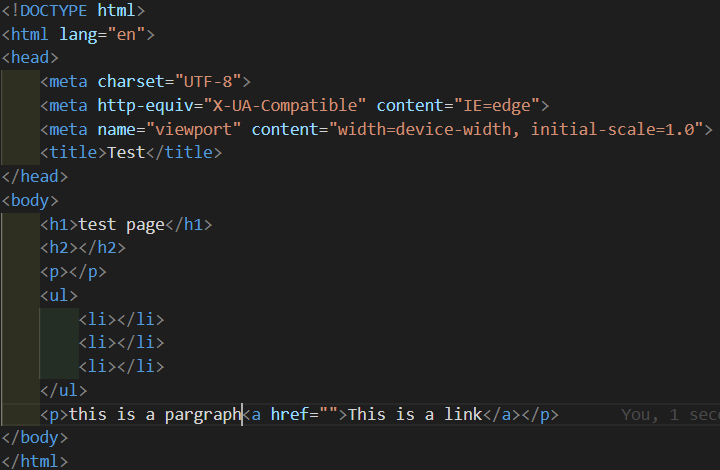 <!DOCTYPE html>
<html lang="en">
<head>
    <meta charset="UTF-8">
    <meta http-equiv="X-UA-Compatible" content="IE=edge">
    <meta name="viewport" content="width=device-width, initial-scale=1.0">
    <title>Test</title>
</head>
<body>
    <h1>test page</h1>
    <h2></h2>
    <p></p>
    <ul>
        <li></li>
        <li></li>
        <li></li>
    </ul>
    <p>this is a pargraph<a href="">This is a link</a></p> You, 1 sec
</body>
</html>